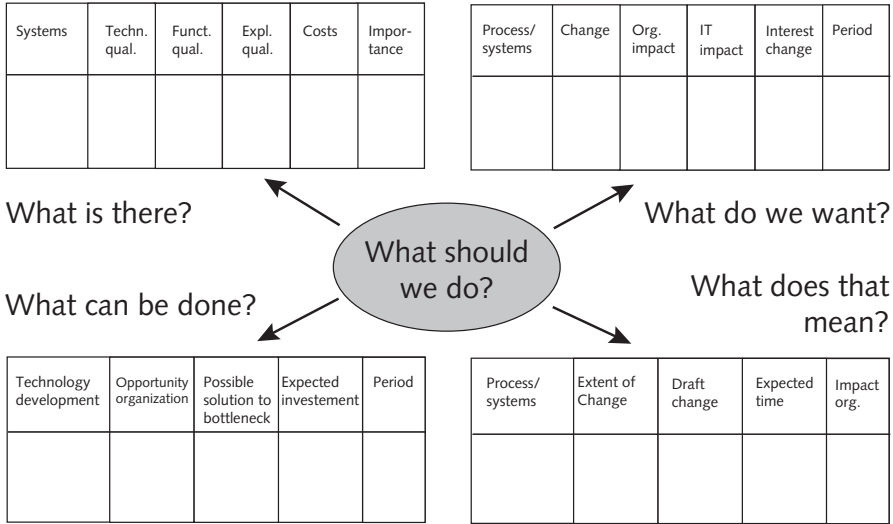 Systems
Techn.
qual.
Funct.
qual.
Expl.
qual.
Costs
Impor-
tance
Process/
systems
Change
Org.
impact
IT
impact
Interest
change
Period
What is there?
What do we want?
What should
we do?
What can be done?
What does that
mean?
Technology
development
Opportunity
organization
Possible
solution to
bottleneck
Expected
investement
Period
Process/
systems
Extent of
Change
Draft
change
Expected
time
Impact
org.